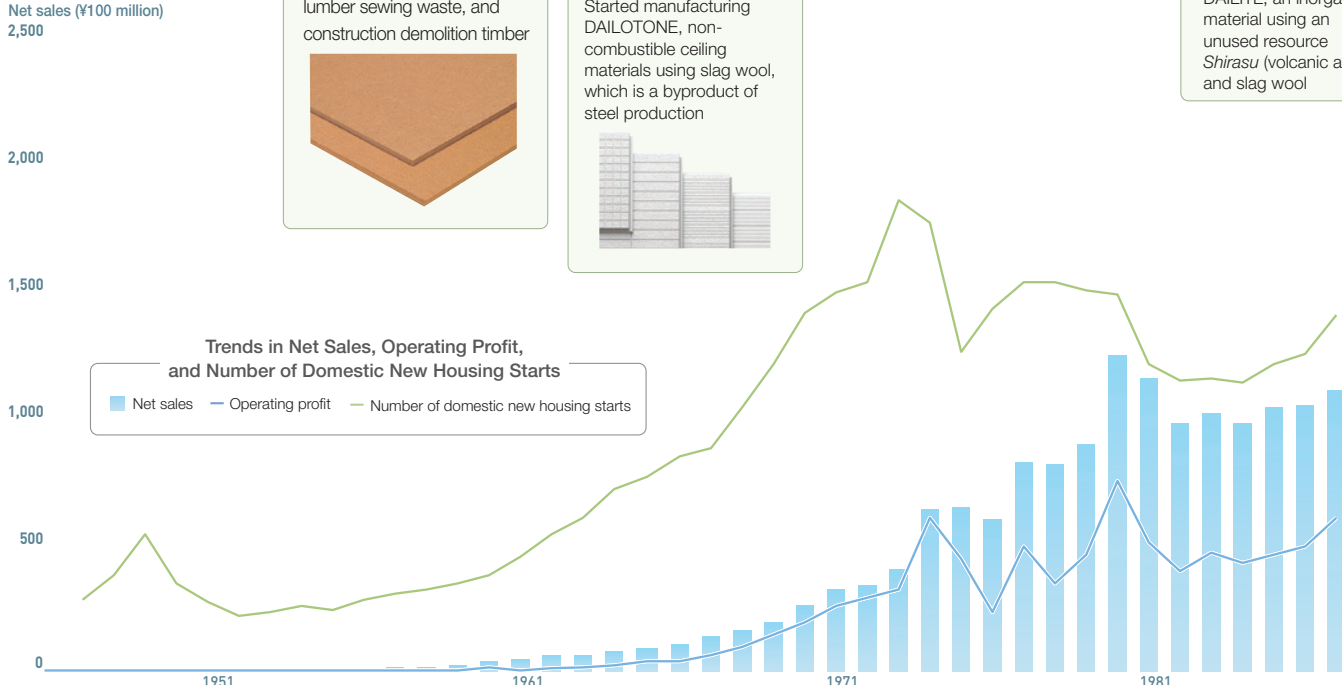 Net sales (¥100 million)
2,500
2,000
1,500
1,000
500
0
lumber sewing waste, and
construction demolition timber
Started manufacturing
DAILOTONE, non-
combustible ceiling
materials using slag wool,
which is a byproduct of
steel production
material using an
unused resource
Shirasu (volcanic
and slag wool
Trends in Net Sales, Operating Profit,
and Number of Domestic New Housing Starts
Net sales
Operating profit
Number of domestic new housing starts
1951
1961
1971
1981